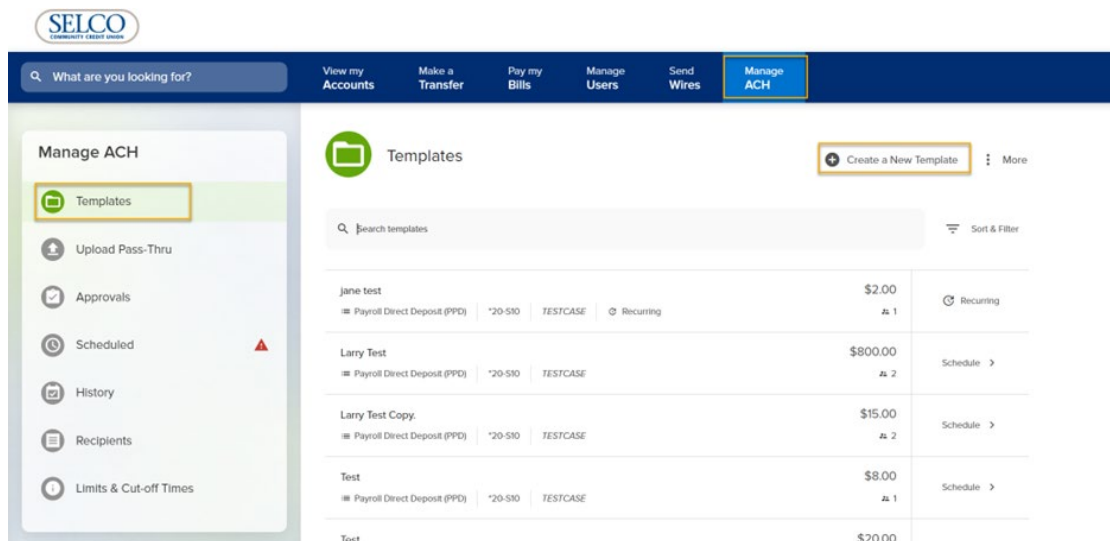 SELCO
COMMUNITY CREDIT UNION
What are you looking for?
View my Accounts
Make a Transfer
Pay my Bills
Manage Users
Send Wires
Manage ACH
Manage ACH
Templates
Upload Pass-Thru
Approvals
Scheduled
History
Recipients
Limits & Cut-off Times
Templates
Create a New Template
More
Search templates
Sort & Filter
jane test
$2.00
Payroll Direct Deposit (PPD) *20-S10 TESTCASE Recurring
1
Recurring
Larry Test
$800.00
Payroll Direct Deposit (PPD) *20-S10 TESTCASE
2
Schedule >
Larry Test Copy.
$15.00
Payroll Direct Deposit (PPD) *20-S10 TESTCASE
2
Schedule >
Test
$8.00
Payroll Direct Deposit (PPD) *20-S10 TESTCASE
1
Schedule >
Test
$20.00